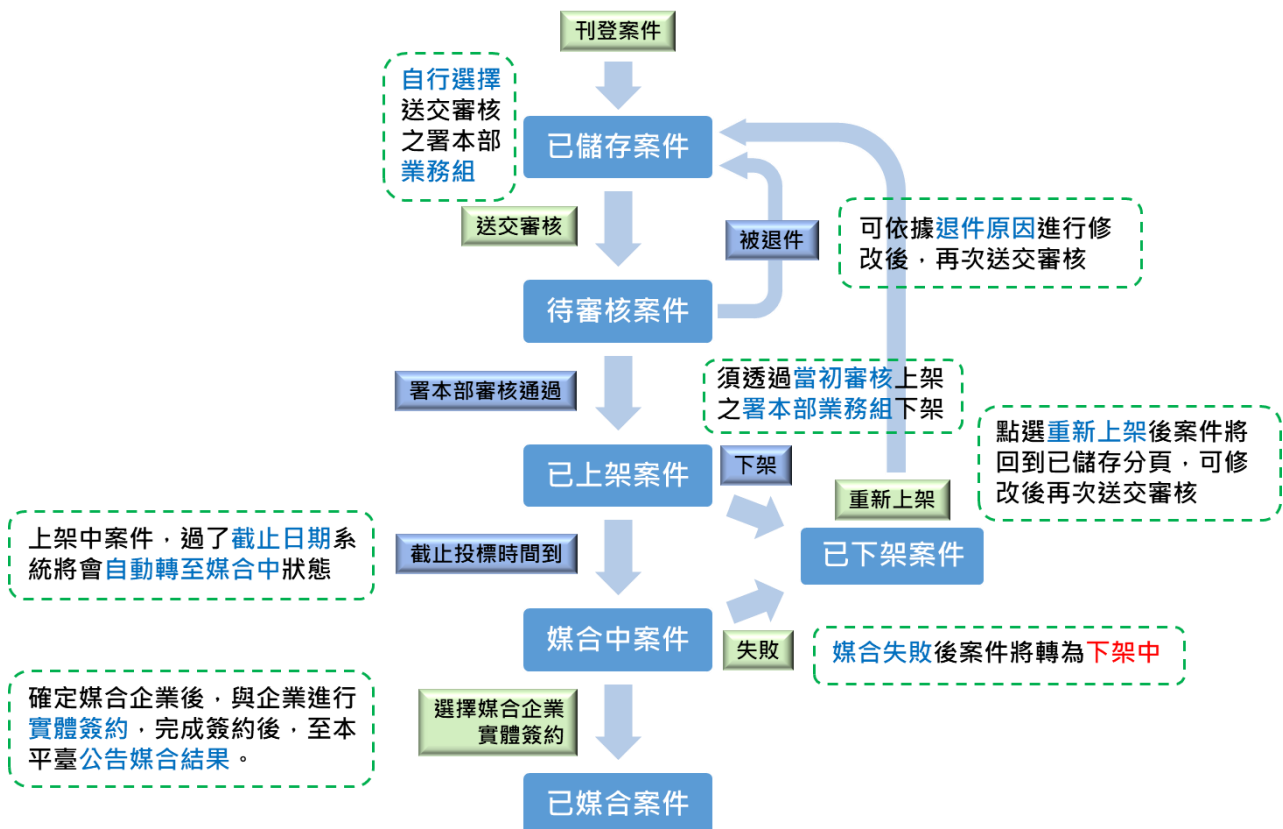 刊登案件
自行選擇
送交審核
之署本部
業務組
已儲存案件
送交審核
被退件
可依據退件原因進行修
改後，再次送交審核
待審核案件
署本部審核通過
須透過當初審核上架
之署本部業務組下架
已上架案件
下架
重新上架
點選重新上架後案件將
回到已儲存分頁，可修
改後再次送交審核
上架中案件，過了截止日期系
統將會自動轉至媒合中狀態
截止投標時間到
已下架案件
媒合中案件
失敗
媒合失敗後案件將轉為下架中
確定媒合企業後，與企業進行
實體簽約，完成簽約後，至本
平臺公告媒合結果。
選擇媒合企業
實體簽約
已媒合案件